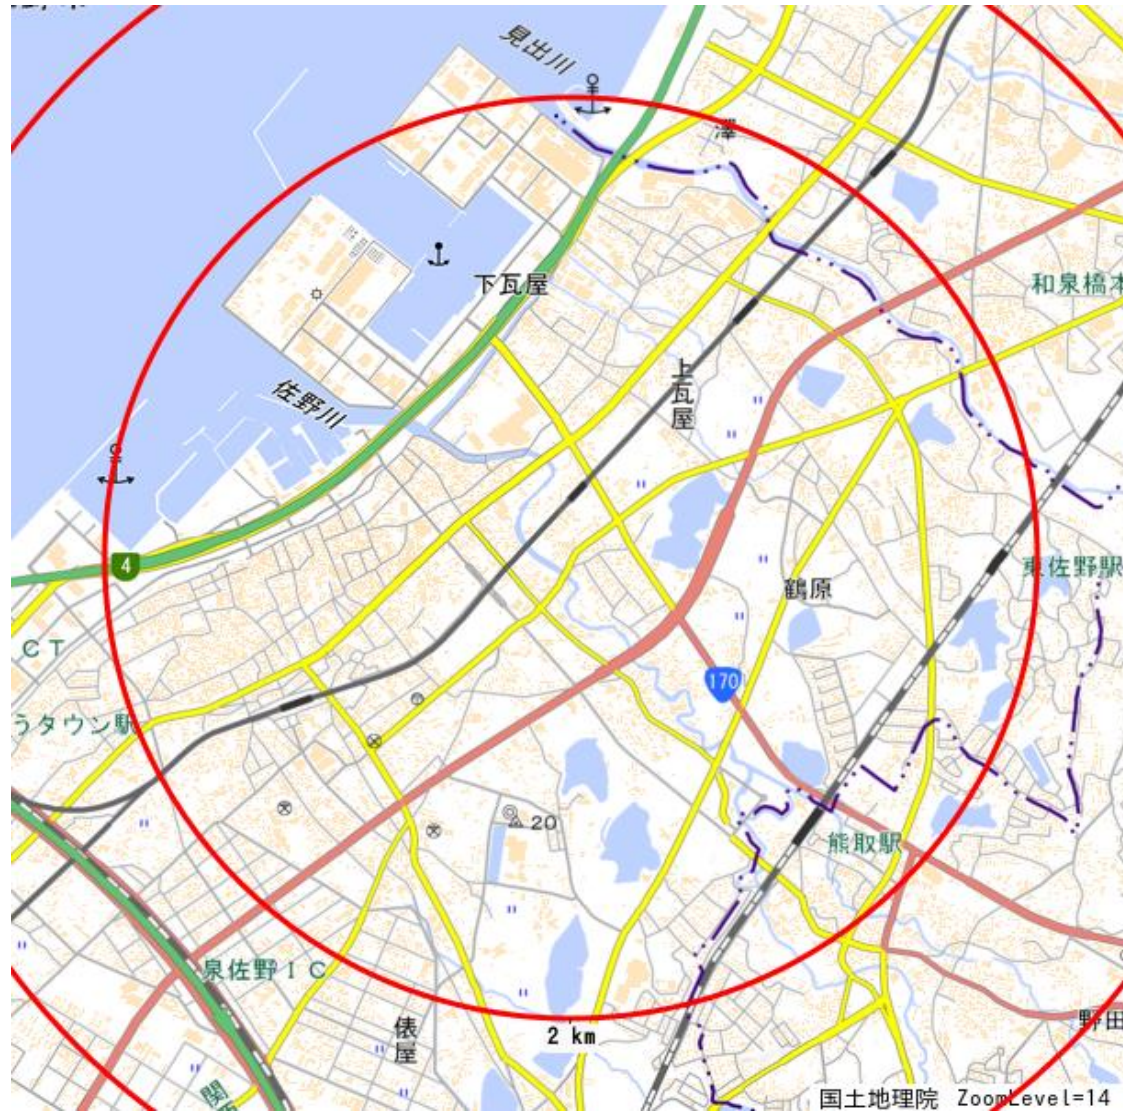 見出川
澤
和泉橋本
下瓦屋
上瓦屋
佐野川
4
東佐野駅
鶴原
CT
170
うタウン駅
20
熊取駅
泉佐野IC
俵屋
2 km
野田
国土地理院 ZoomLevel=14